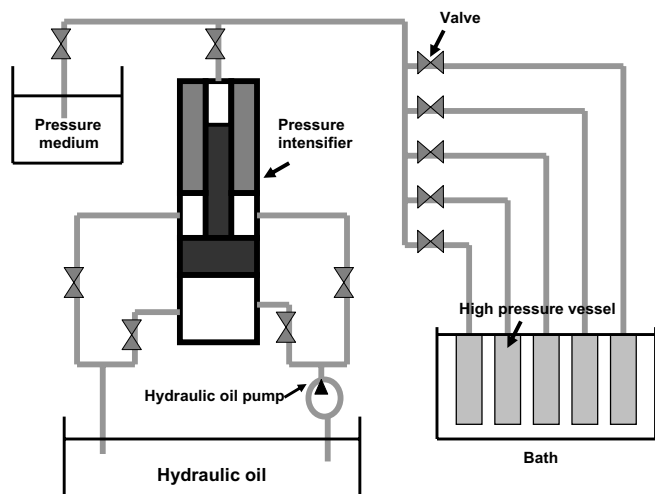 Valve
Pressure
medium
Pressure
intensifier
High pressure vessel
Hydraulic oil pump
Bath
Hydraulic oil